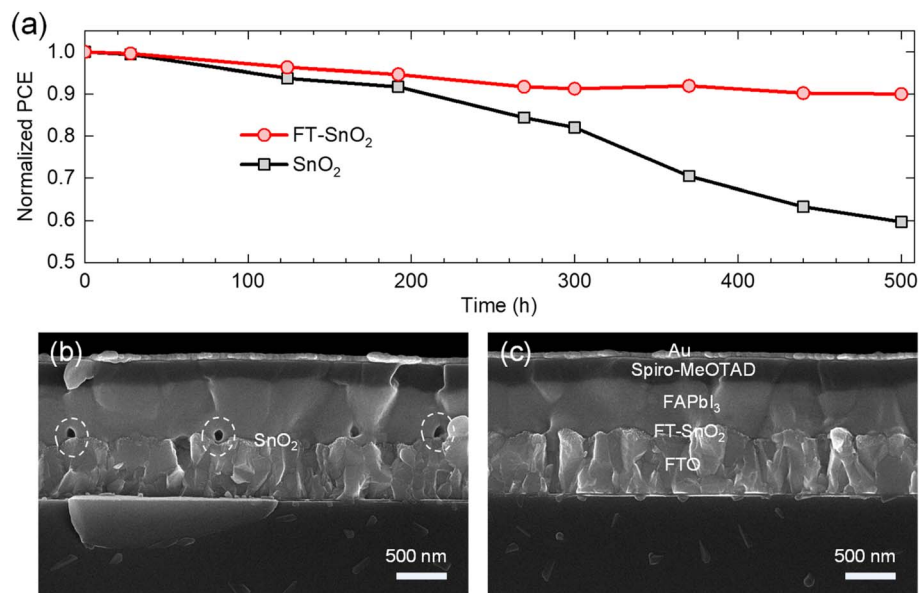 (a)
Normalized PCE
1.0
0.9
0.8
0.7
0.6
0.5
FT-SnO₂
SnO₂
0
100
200
300
400
500
Time (h)
(b)
SnO₂
500 nm
(c)
Au
Spiro-MeOTAD
FAPbI₃
FT-SnO₂
FTO
500 nm